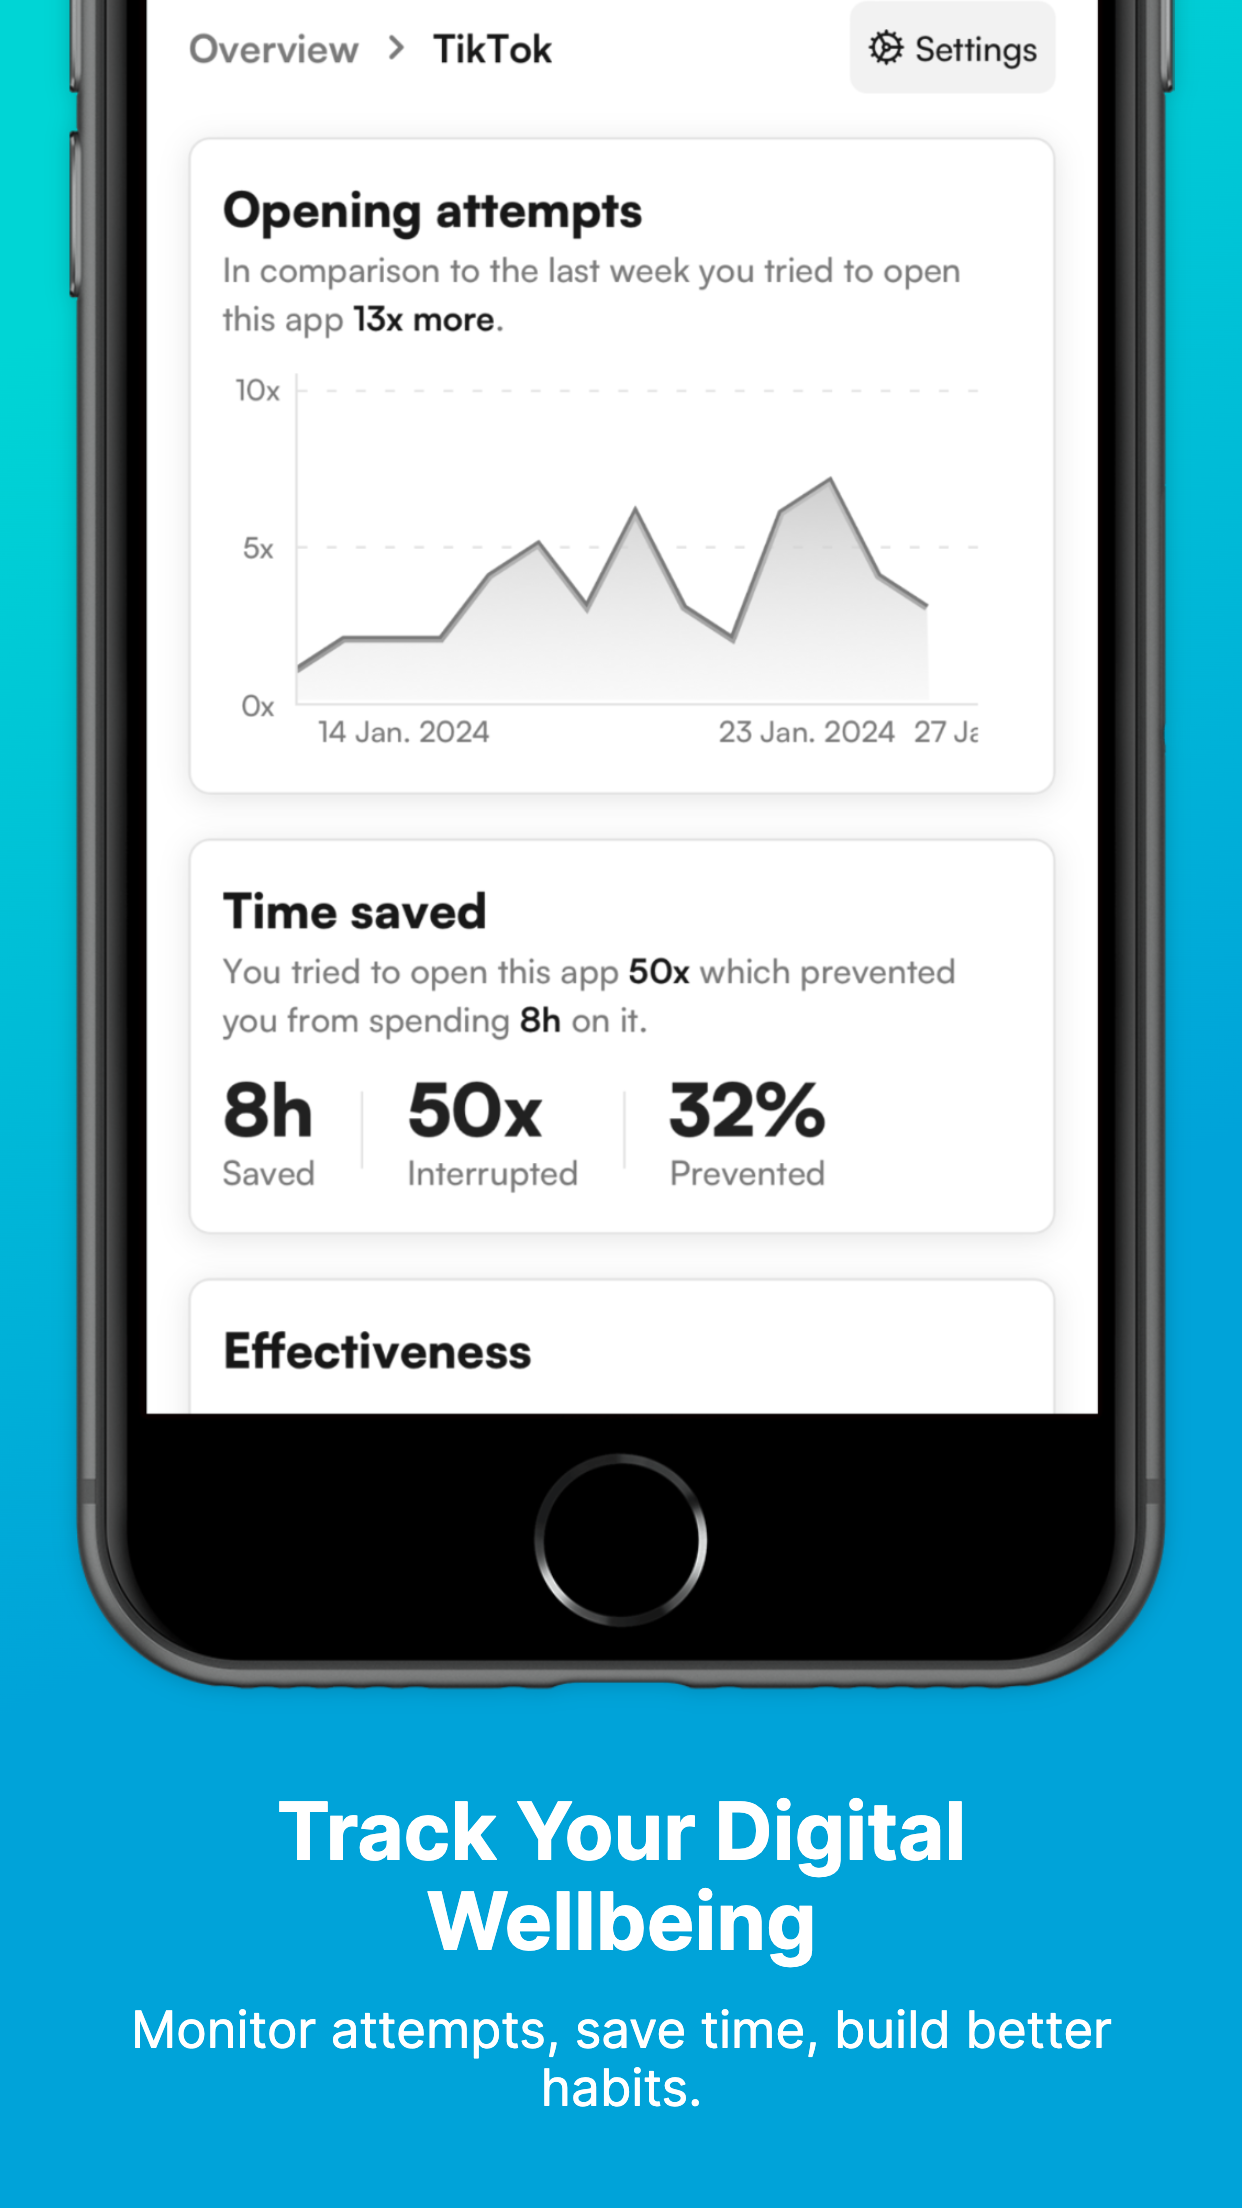 Overview > TikTok
Settings
Opening attempts
In comparison to the last week you tried to open
this app 13x more.
10x
5x
0x
14 Jan. 2024
23 Jan. 2024
27 Ja
Time saved
You tried to open this app 50x which prevented
you from spending 8h on it.
8h
Saved
50x
Interrupted
32%
Prevented
Effectiveness
Track Your Digital
Wellbeing
Monitor attempts, save time, build better
habits.